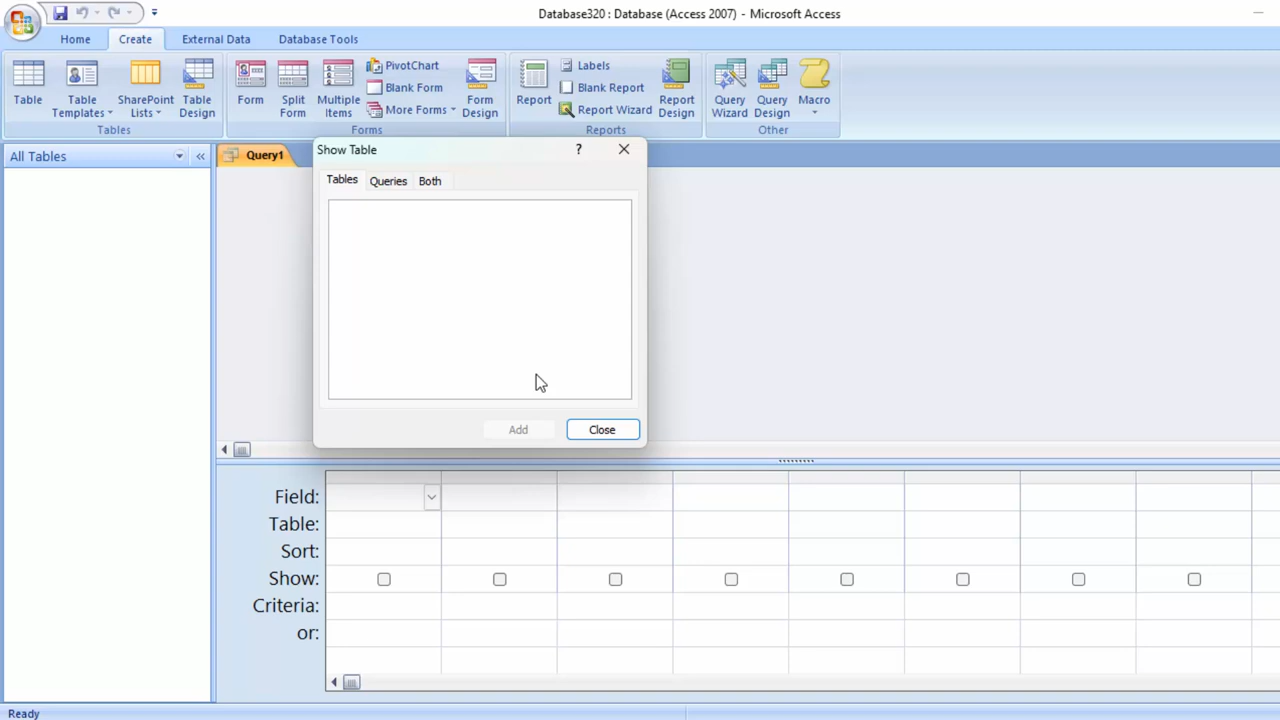 Database320 : Database (Access 2007) - Microsoft Access
Home Create External Data Database Tools
Table
Table Templates
SharePoint Lists
Table Design
Tables
Form
Split Form
Multiple Items
PivotChart
Blank Form
More Forms
Form Design
Forms
Report
Labels
Blank Report
Report Wizard
Report Design
Reports
Query Wizard
Query Design
Macro
Other
All Tables
Query1
Show Table
Tables Queries Both
Add Close
Field:
Table:
Sort:
Show:
Criteria:
or:
Ready